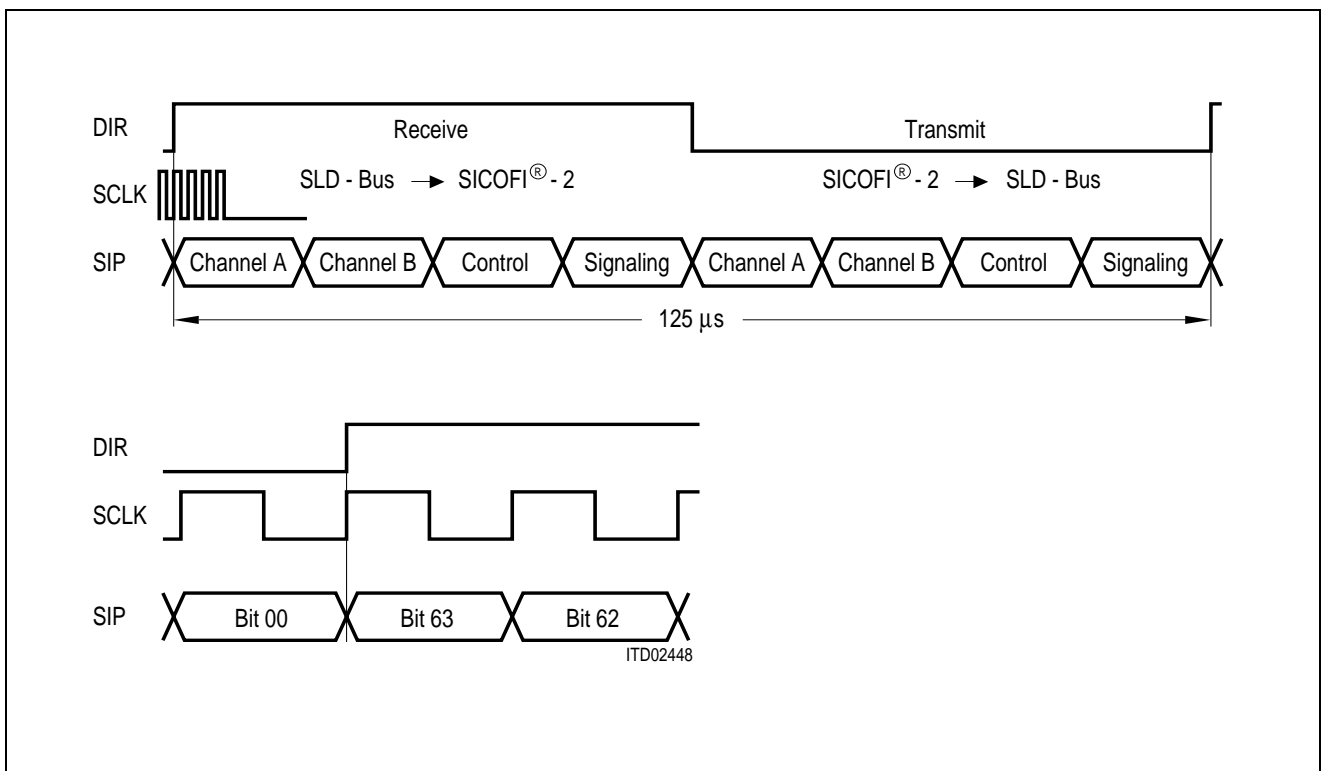 DIR Receive Transmit
SCLK SLD - Bus → SICOFI® - 2 SICOFI® - 2 → SLD - Bus
SIP Channel A Channel B Control Signaling Channel A Channel B Control Signaling
125 μs
DIR
SCLK
SIP Bit 00 Bit 63 Bit 62
ITD02448